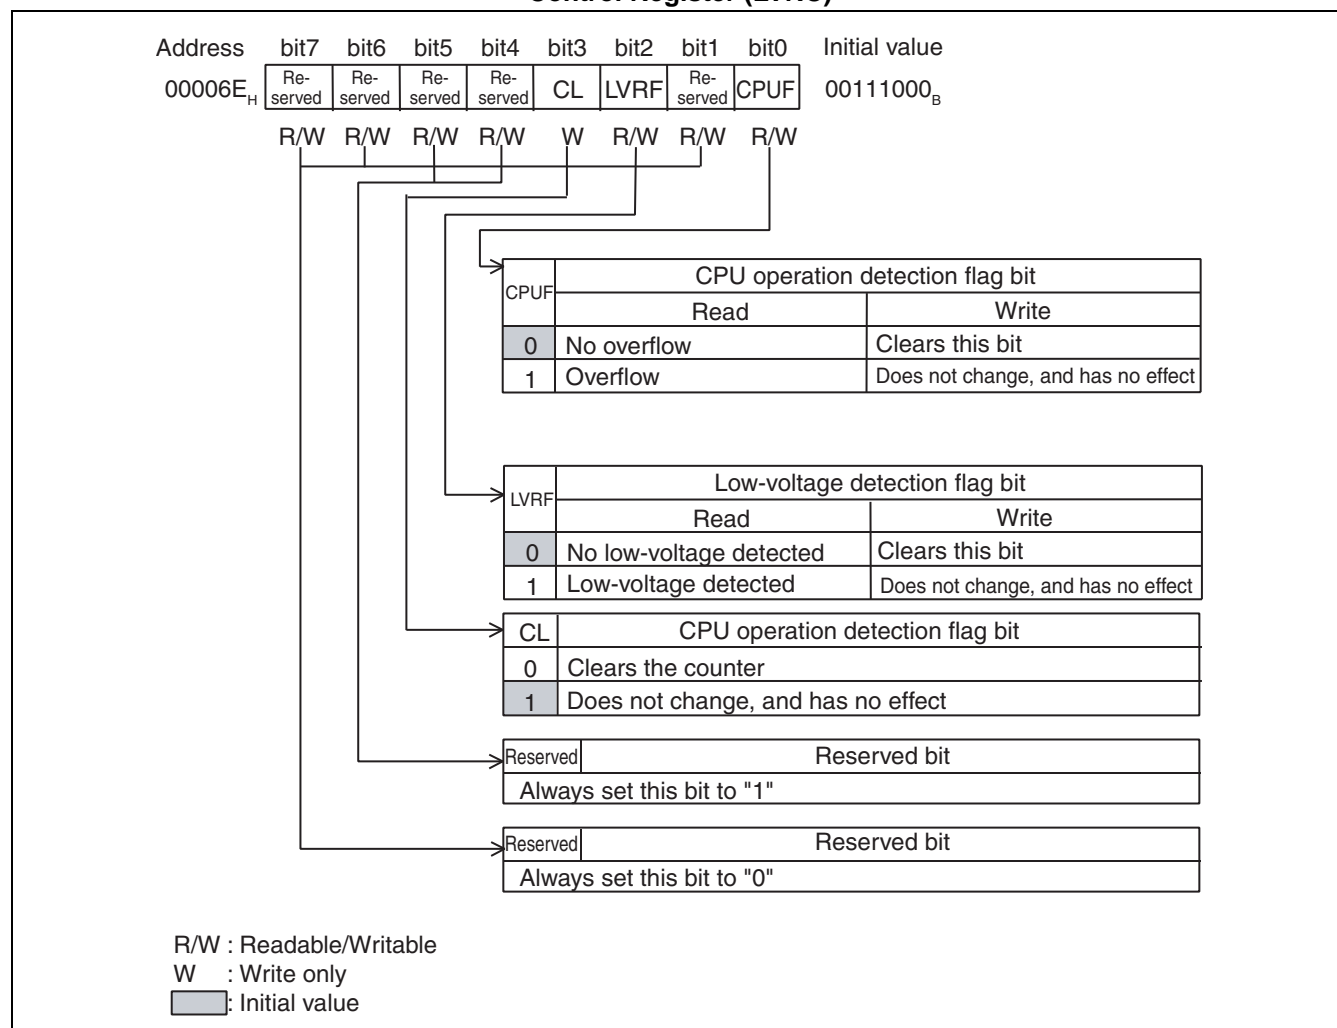 Address bit7 bit6 bit5 bit4 bit3 bit2 bit1 bit0 Initial value
00006EH Re-served Re-served Re-served Re-served CL LVRF Re-served CPUF 00111000B
R/W R/W R/W R/W W R/W R/W R/W
CPUF CPU operation detection flag bit
Read Write
0 No overflow Clears this bit
1 Overflow Does not change, and has no effect
LVRF Low-voltage detection flag bit
Read Write
0 No low-voltage detected Clears this bit
1 Low-voltage detected Does not change, and has no effect
CL CPU operation detection flag bit
0 Clears the counter
1 Does not change, and has no effect
Reserved Reserved bit
Always set this bit to "1"
Reserved Reserved bit
Always set this bit to "0"
R/W : Readable/Writable
W : Write only
: Initial value